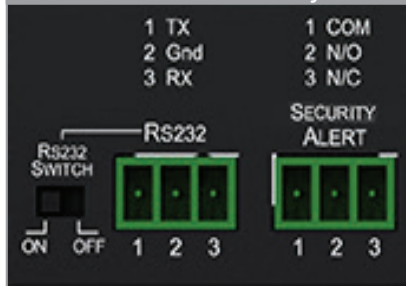 1 TX
2 Gnd
3 RX
1 COM
2 N/O
3 N/C
RS232
SECURITY
ALERT
RS232
SWITCH
ON OFF
1 2 3
1 2 3